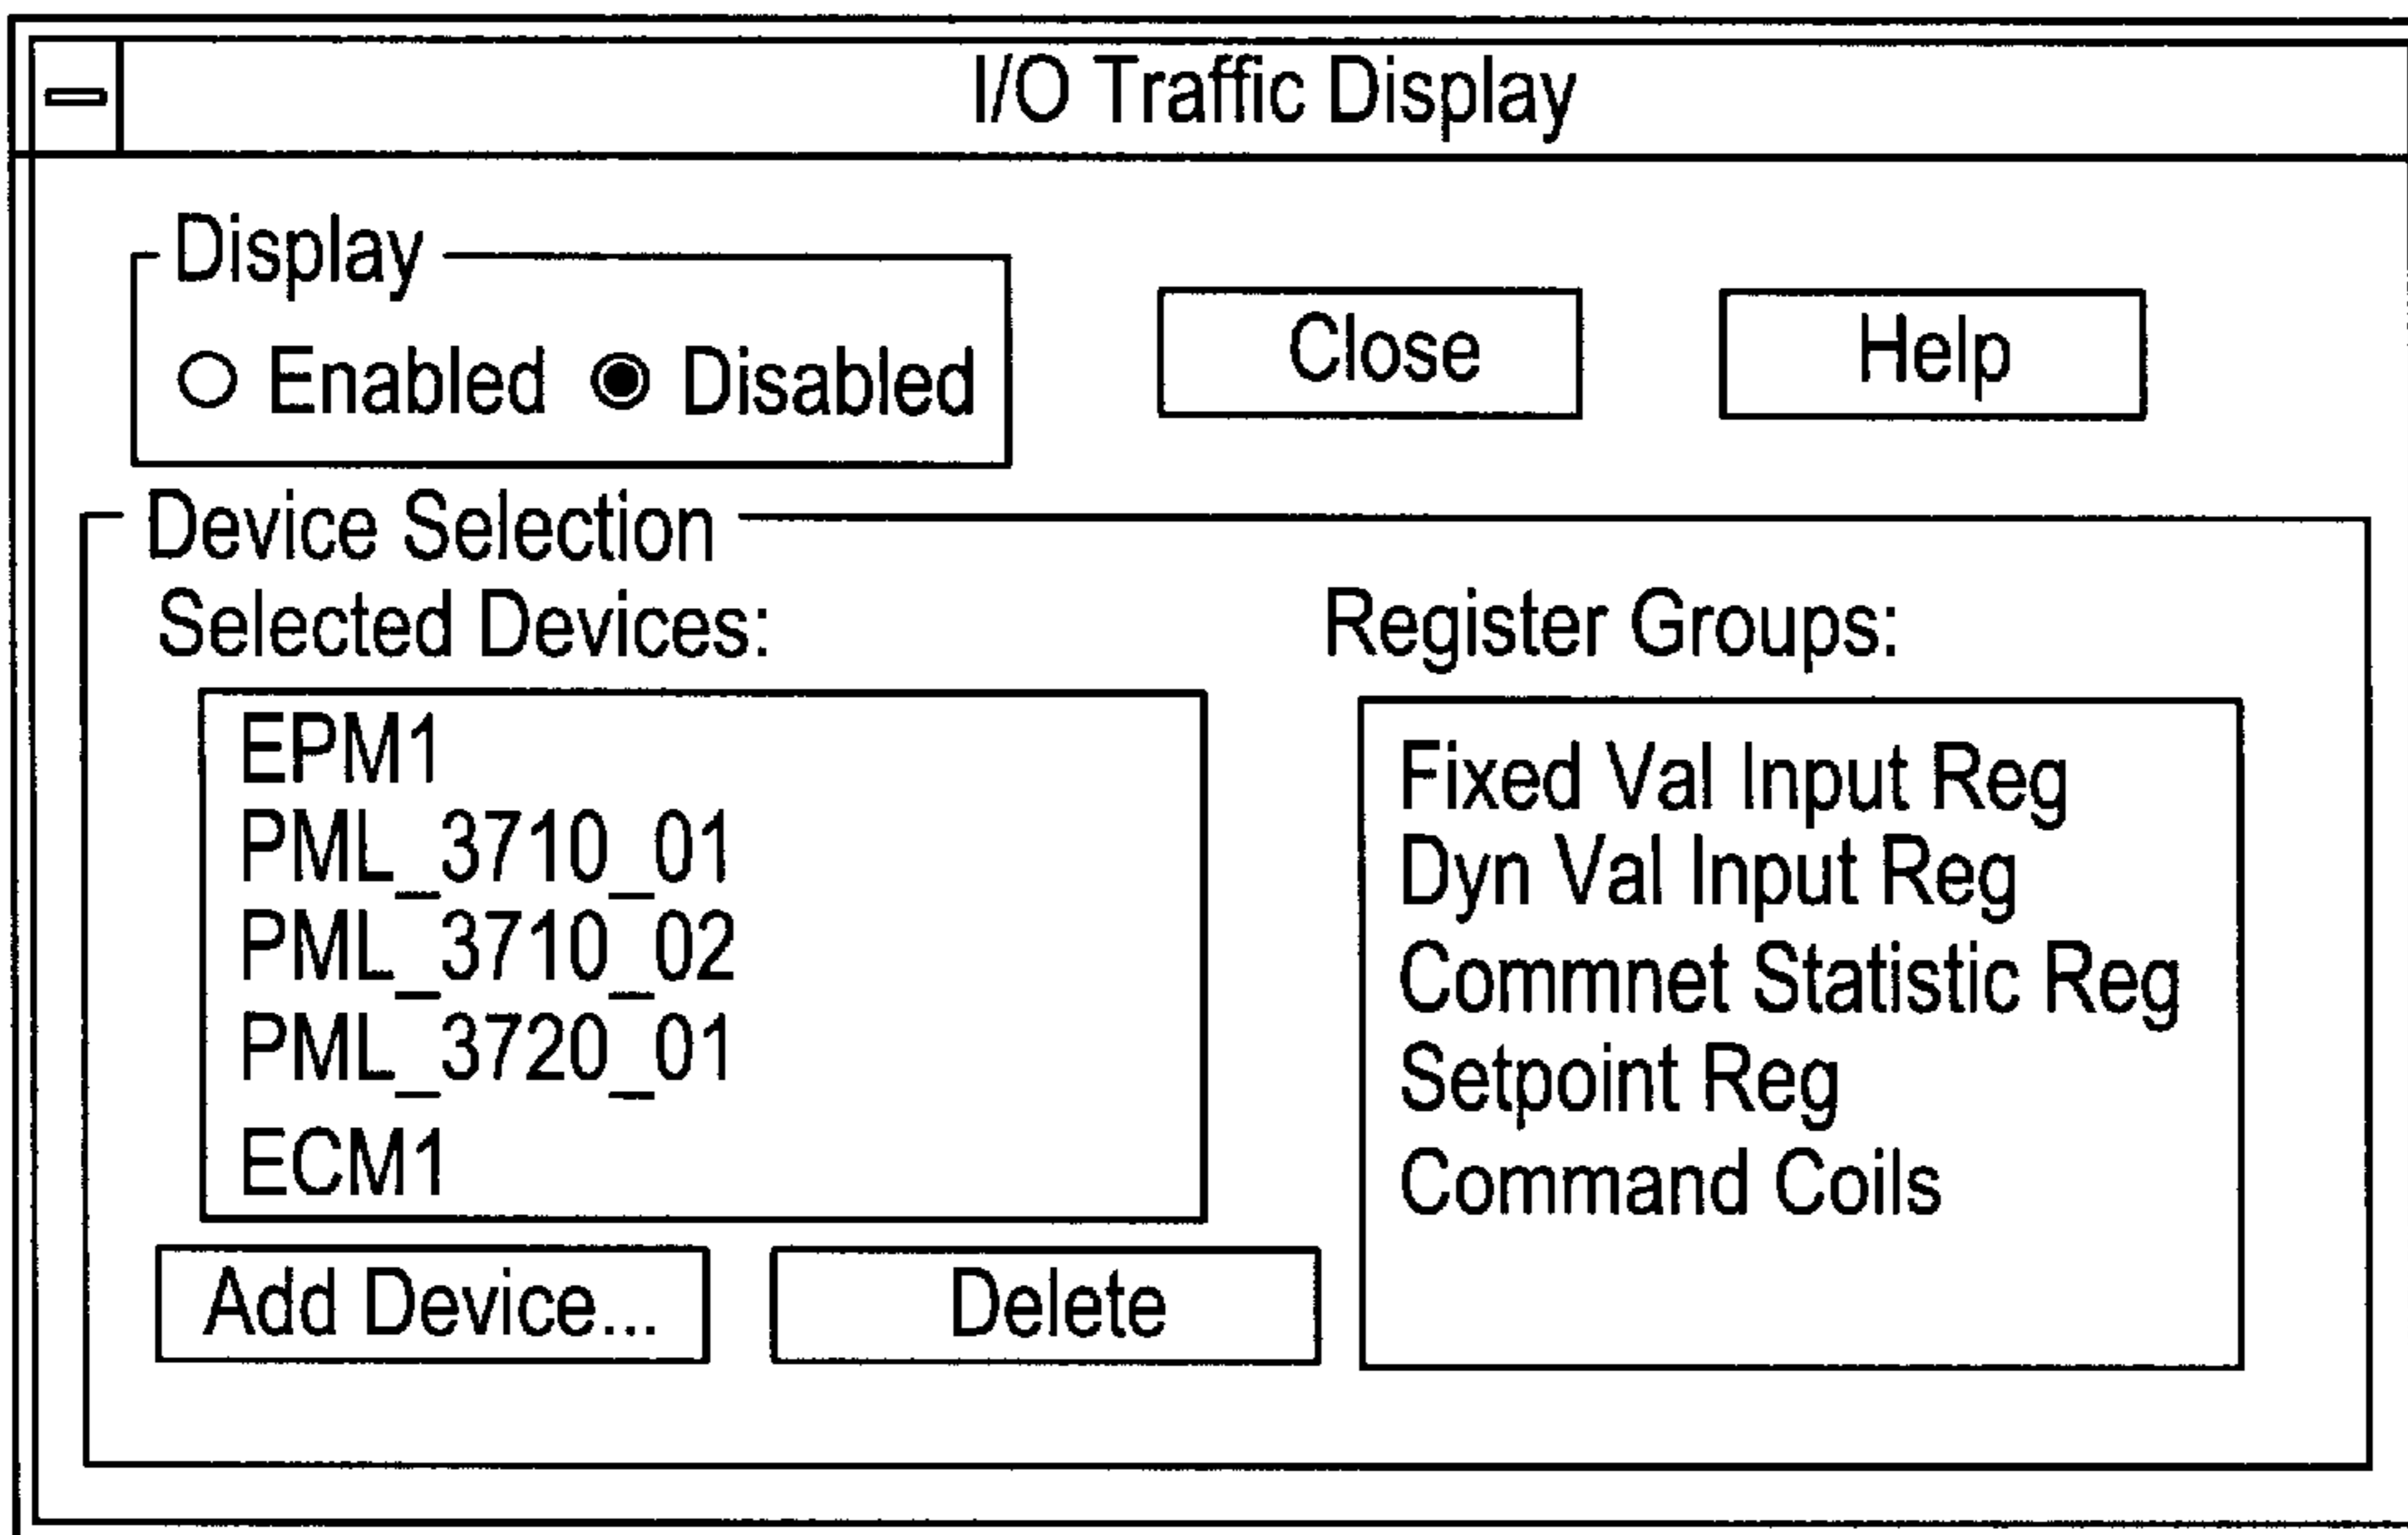 I/O Traffic Display
Display
Enabled Disabled
Close
Help
Device Selection
Selected Devices:
EPM1
PML_3710_01
PML_3710_02
PML_3720_01
ECM1
Add Device...
Delete
Register Groups:
Fixed Val Input Reg
Dyn Val Input Reg
Commnet Statistic Reg
Setpoint Reg
Command Coils